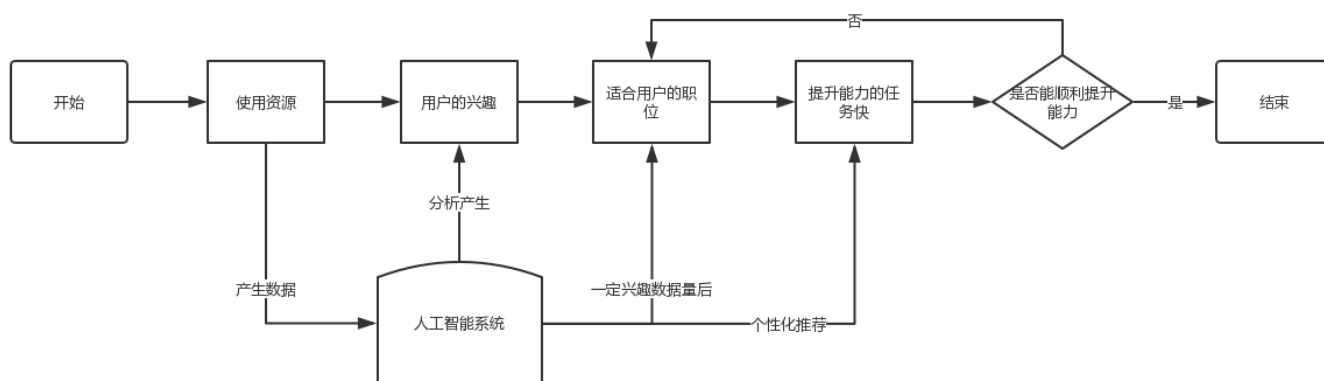 否
开始
使用资源
用户的兴趣
适合用户的职
位
提升能力的任
务快
是否能顺利提升
能力
是
结束
分析产生
产生数据
一定兴趣数据量后
人工智能系统
个性化推荐